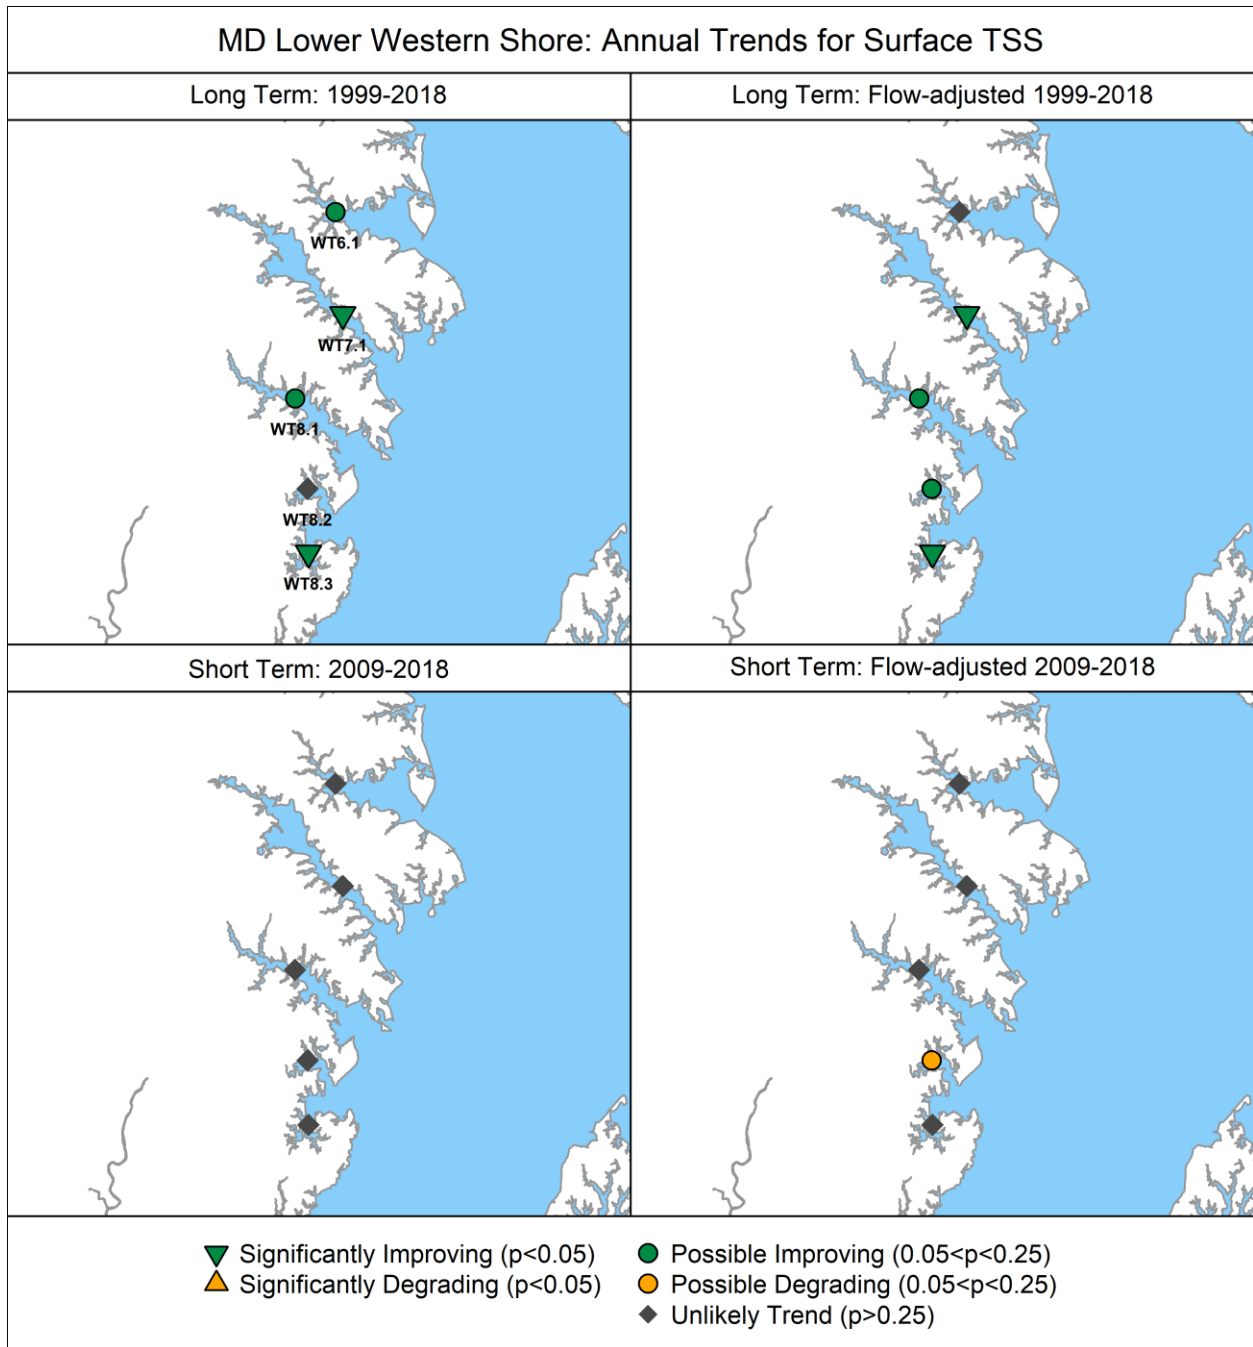 MD Lower Western Shore: Annual Trends for Surface TSS
Long Term: 1999-2018
Long Term: Flow-adjusted 1999-2018
WT6.1
WT7.1
WT8.1
WT8.2
WT8.3
Short Term: 2009-2018
Short Term: Flow-adjusted 2009-2018
Significantly Improving (p<0.05)
Possible Improving (0.05<p<0.25)
Significantly Degrading (p<0.05)
Possible Degrading (0.05<p<0.25)
Unlikely Trend (p>0.25)